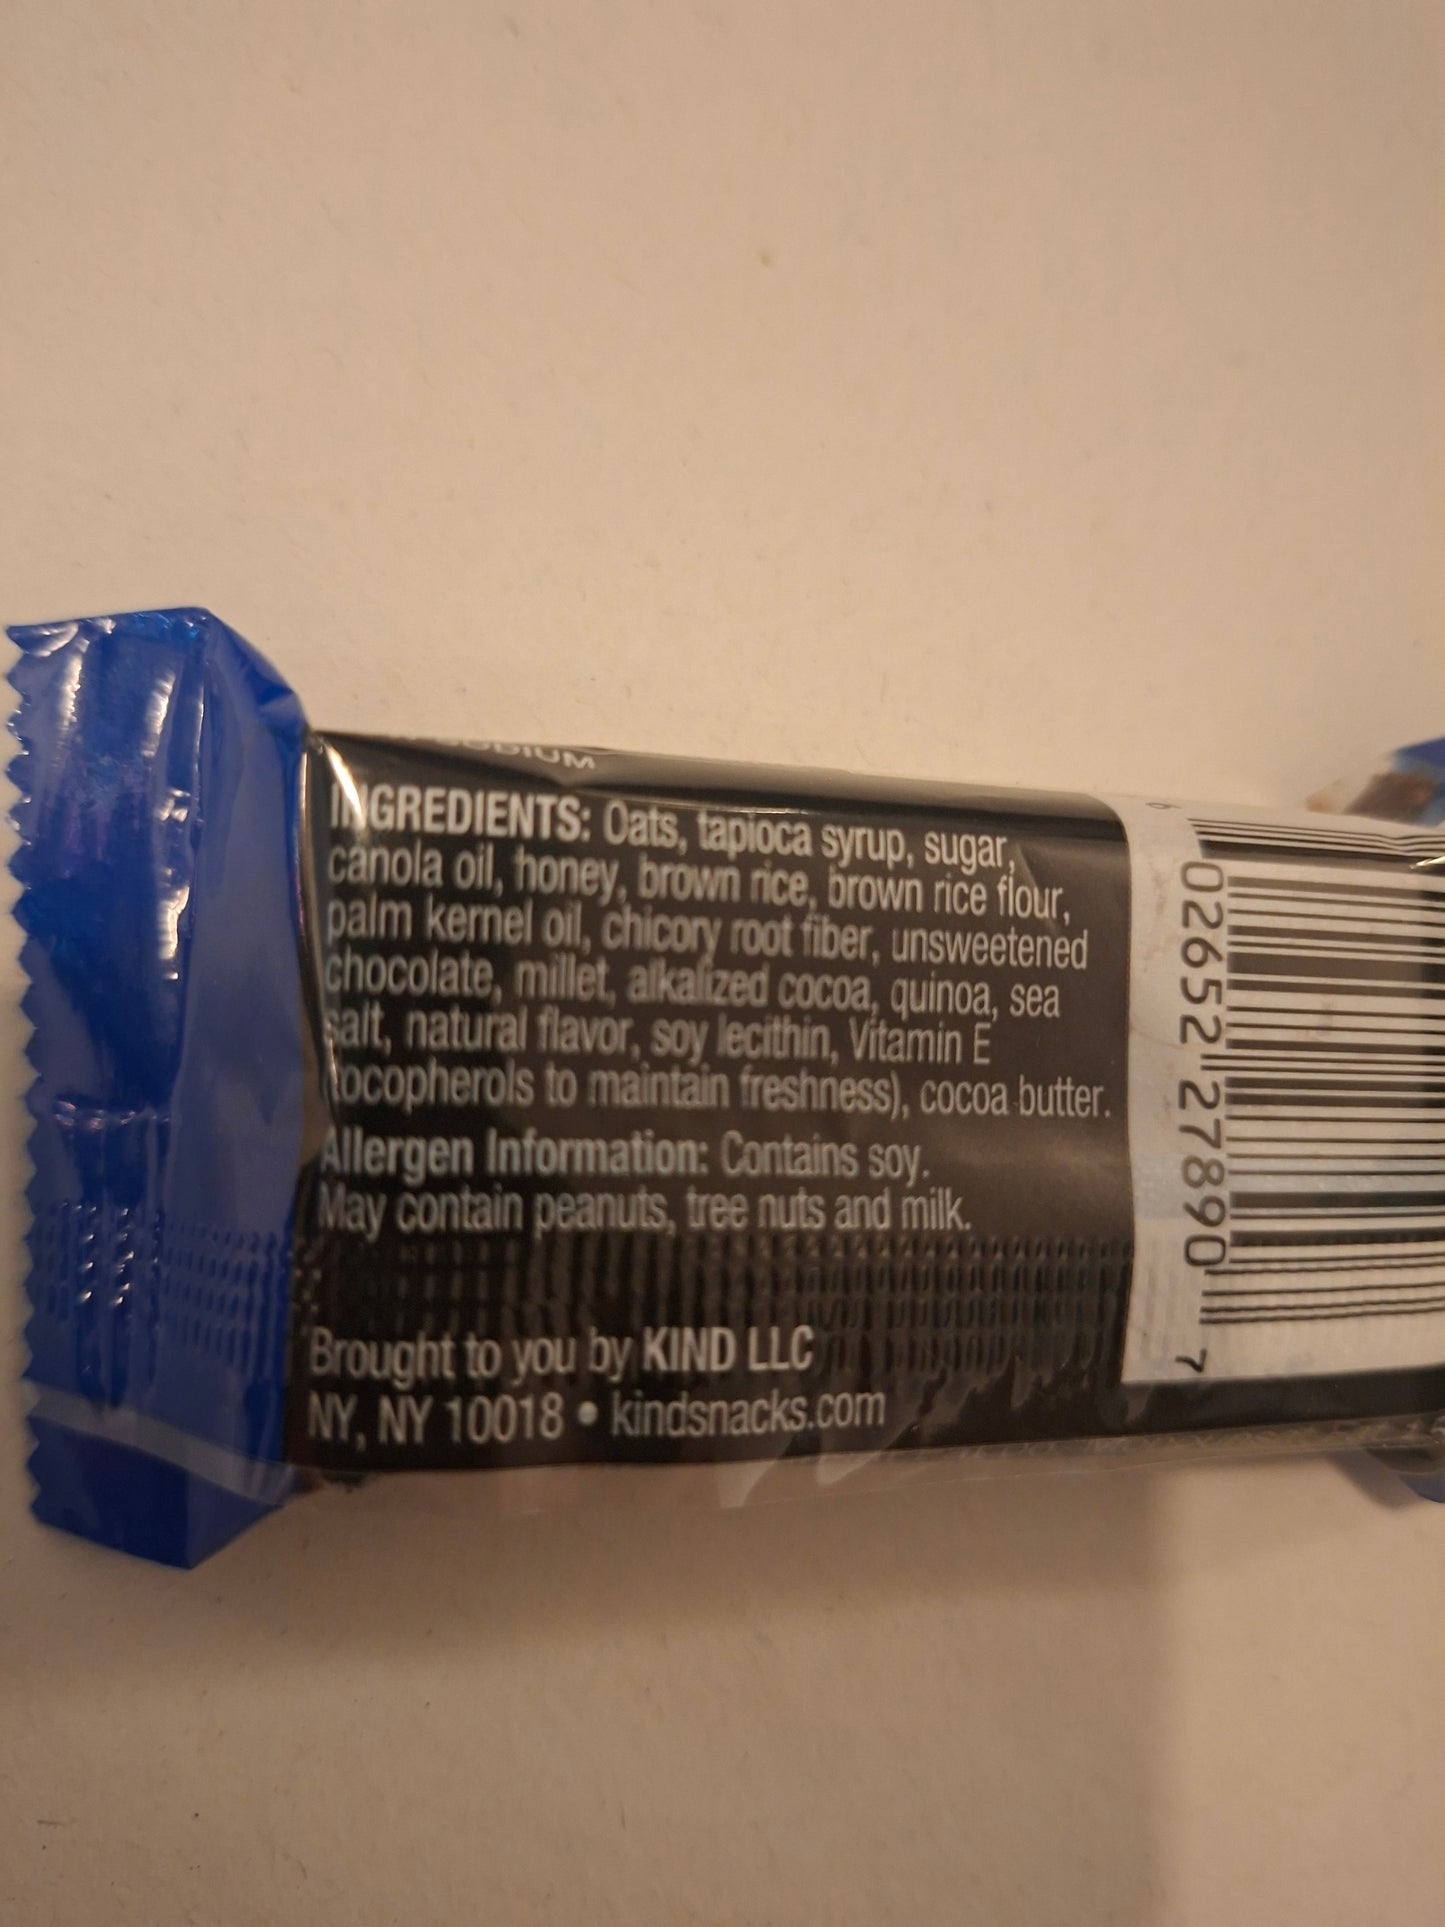 SODIUM
INGREDIENTS: Oats, tapioca syrup, sugar,
canola oil, honey, brown rice, brown rice flour,
palm kernel oil, chicory root fiber, unsweetened
chocolate, millet, alkalized cocoa, quinoa, sea
salt, natural flavor, soy lecithin, Vitamin E
(tocopherols to maintain freshness), cocoa butter.
Allergen Information: Contains soy.
May contain peanuts, tree nuts and milk.
Brought to you by KIND LLC
NY, NY 10018 • kindsnacks.com
02652 27890 7